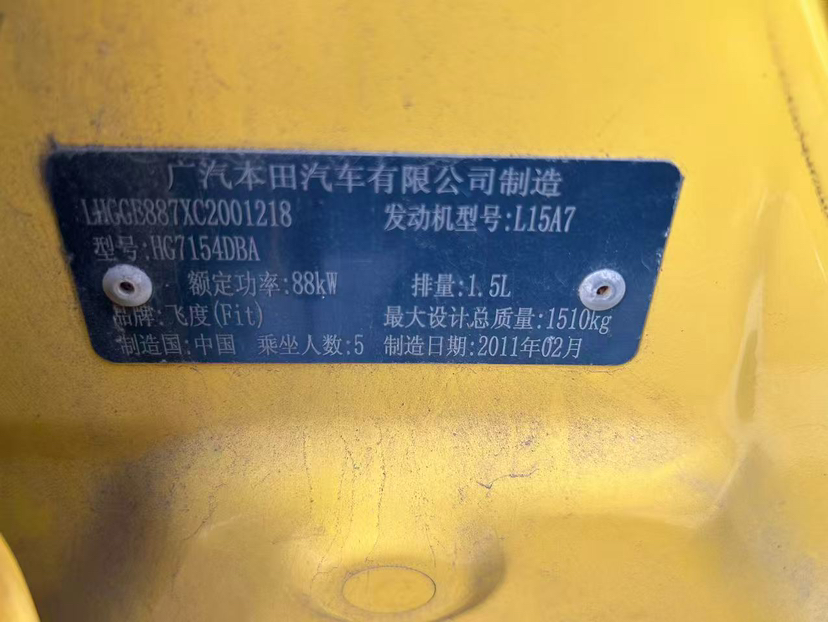 广汽本田汽车有限公司制造
LHGGE887XC2001218 发动机型号:L15A7
型号:HG7154DBA
额定功率:88kW 排量:1.5L
品牌:飞度(Fit) 最大设计总质量:1510kg
制造国:中国 乘坐人数:5 制造日期:2011年02月